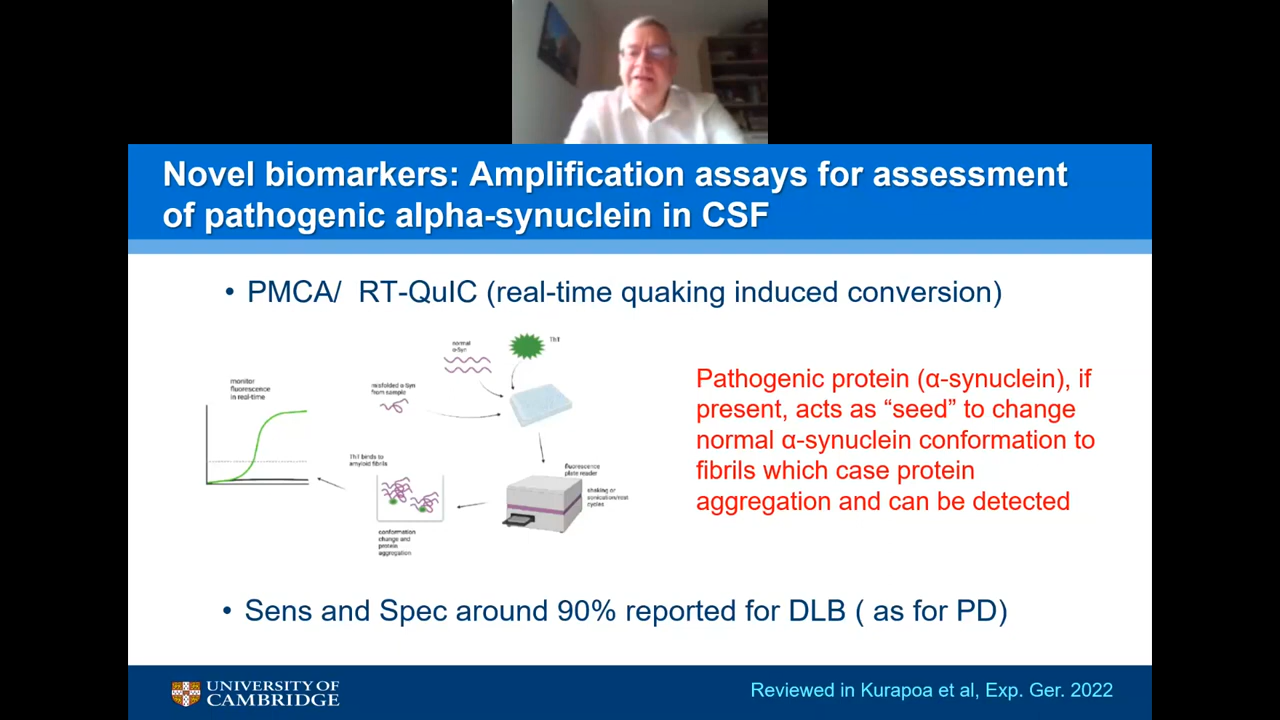 Novel biomarkers: Amplification assays for assessment
of pathogenic alpha-synuclein in CSF
• PMCA/ RT-QuIC (real-time quaking induced conversion)
normal
α-Syn
ThT
monitor
fluorescence
in real-time
misfolded α-Syn
from sample
ThT binds to
amyloid fibrils
fluorescence
plate reader
shaking or
sonication/rest
cycles
conformation
change and
protein
aggregation
Pathogenic protein (α-synuclein), if
present, acts as “seed” to change
normal α-synuclein conformation to
fibrils which case protein
aggregation and can be detected
• Sens and Spec around 90% reported for DLB ( as for PD)
UNIVERSITY OF
CAMBRIDGE
Reviewed in Kurapoa et al, Exp. Ger. 2022